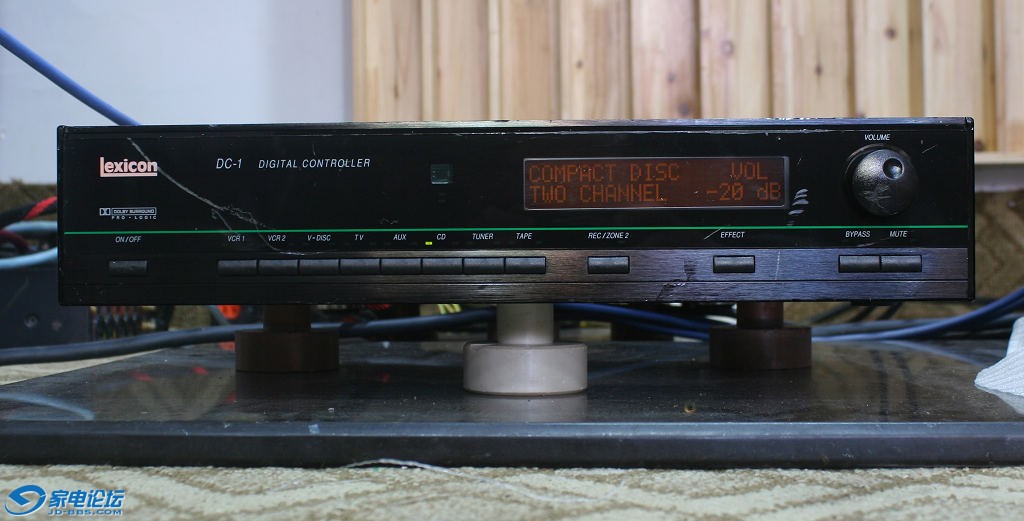 Lexicon
DC-1 DIGITAL CONTROLLER
VOLUME
COMPACT DISC VOL
TWO CHANNEL -20 dB
DOLBY SURROUND
PRO·LOGIC
ON/OFF VCR 1 VCR 2 V-DISC TV AUX CD TUNER TAPE REC/ZONE 2 EFFECT BYPASS MUTE
家电论坛
JD-BBS.COM